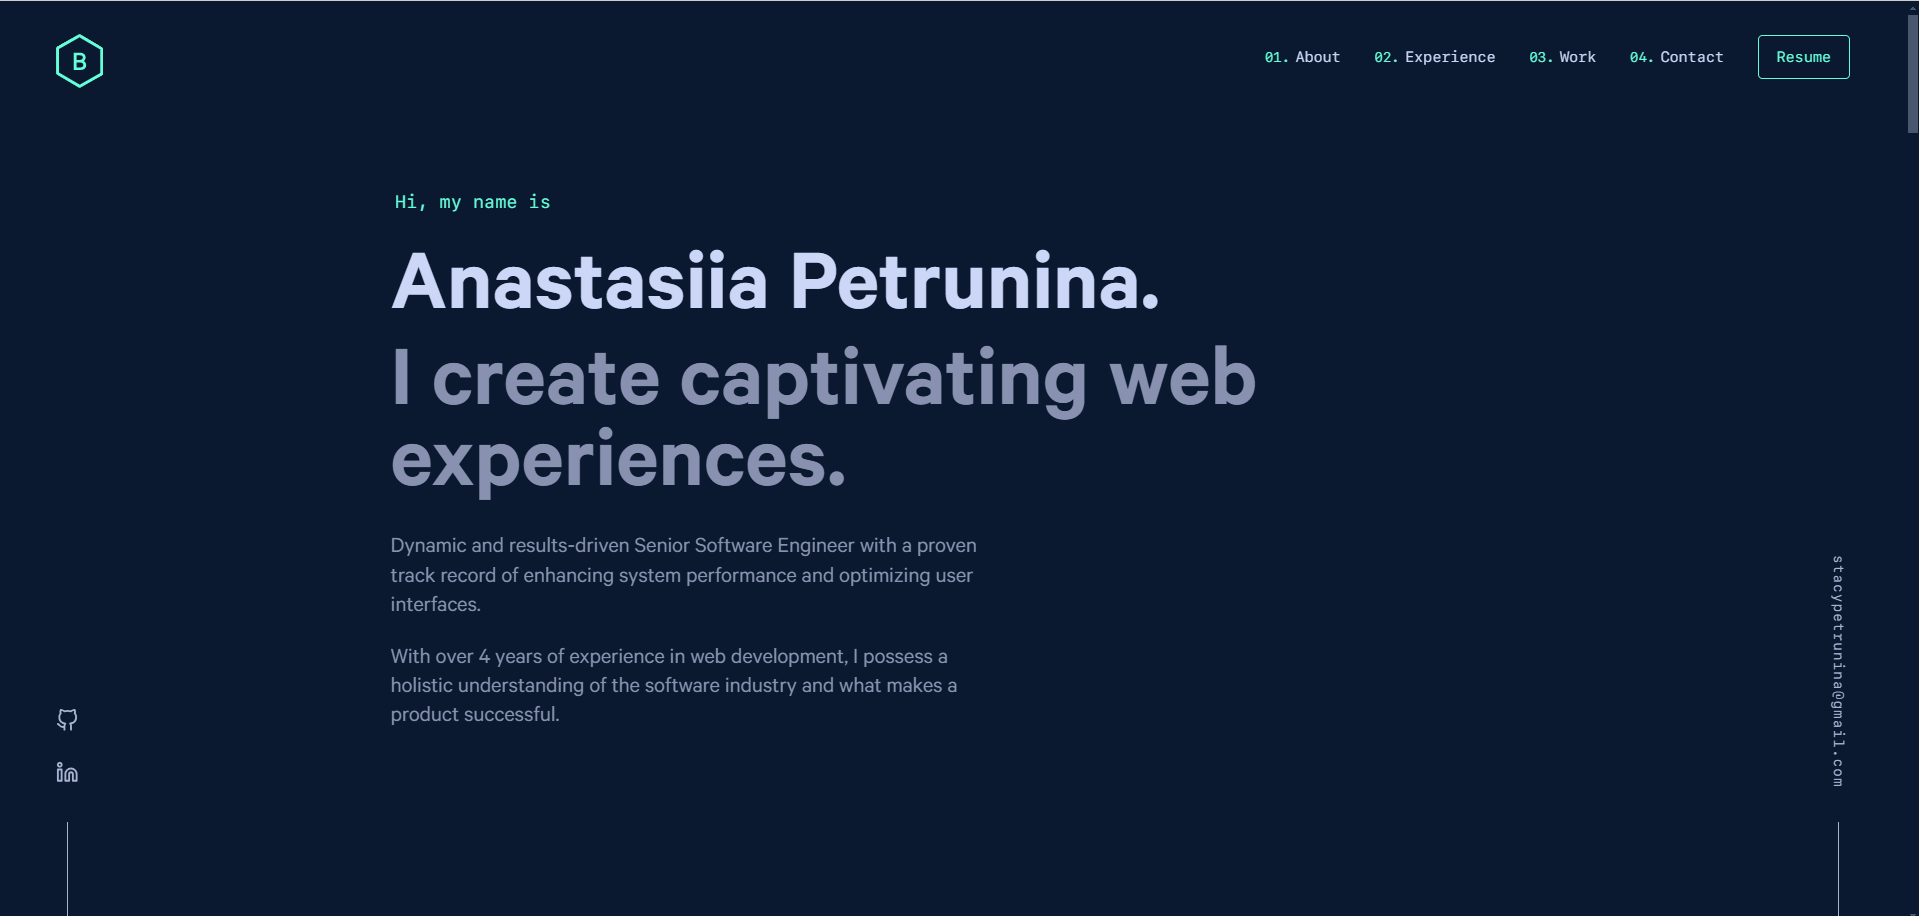 B
01. About 02. Experience 03. Work 04. Contact Resume
Hi, my name is
Anastasiia Petrunina.
I create captivating web
experiences.
Dynamic and results-driven Senior Software Engineer with a proven
track record of enhancing system performance and optimizing user
interfaces.
With over 4 years of experience in web development, I possess a
holistic understanding of the software industry and what makes a
product successful.
in
stacypetrunina@gmail.com